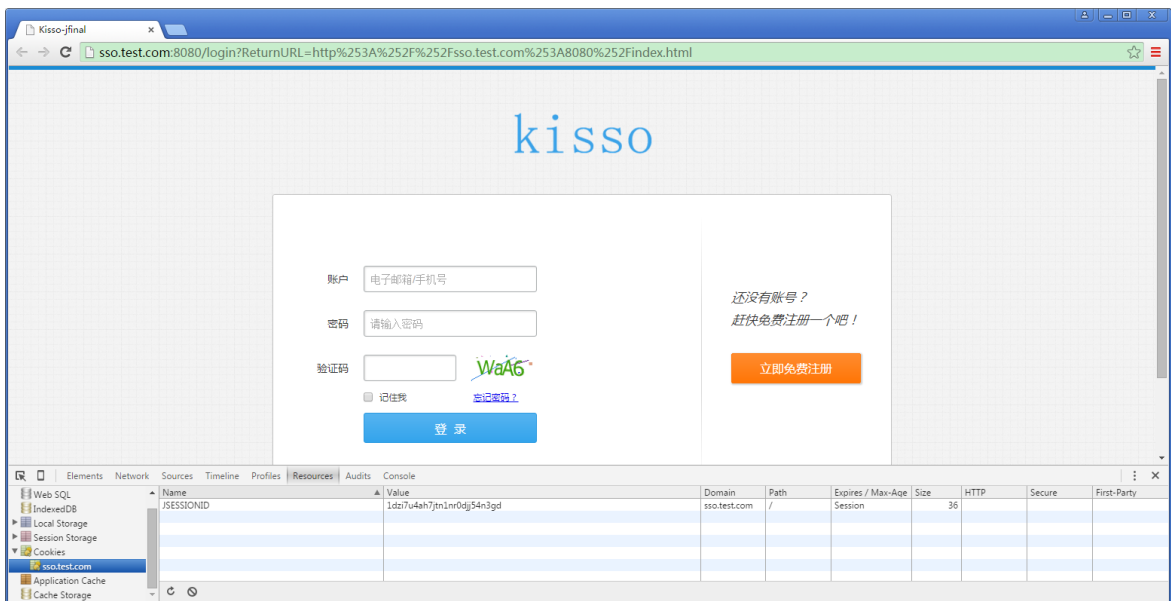 Kisso-jfinal
sso.test.com:8080/login?ReturnURL=http%253A%252F%252Fsso.test.com%253A8080%252Findex.html
kisso
账户 电子邮箱/手机号
密码 请输入密码
验证码 WaA6
记住我 忘记密码？
登 录
还没有账号？
赶快免费注册一个吧！
立即免费注册
Elements Network Sources Timeline Profiles Resources Audits Console
Web SQL
IndexedDB
Local Storage
Session Storage
Cookies
sso.test.com
Application Cache
Cache Storage
Name Value Domain Path Expires / Max-Age Size HTTP Secure First-Party
JSESSIONID 1dzi7u4ah7jtn1nr0djj54n3gd sso.test.com / Session 36